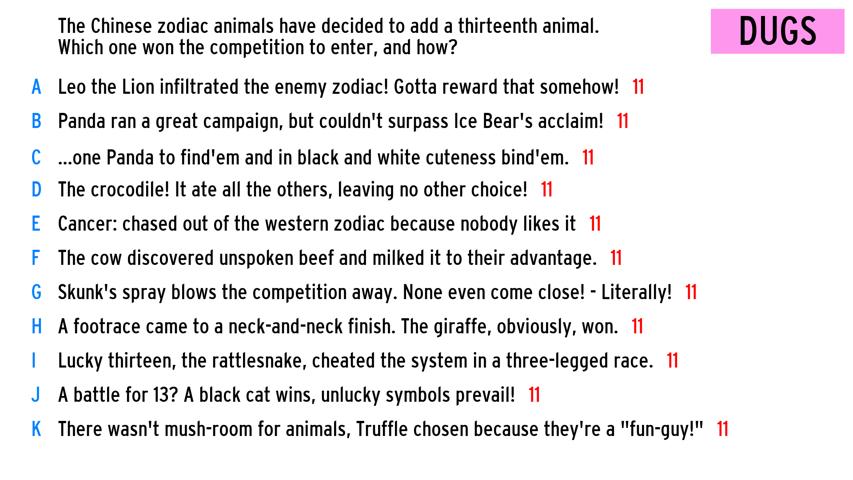 The Chinese zodiac animals have decided to add a thirteenth animal.
Which one won the competition to enter, and how?
DUGS
A Leo the Lion infiltrated the enemy zodiac! Gotta reward that somehow! 11
B Panda ran a great campaign, but couldn't surpass Ice Bear's acclaim! 11
C ...one Panda to find'em and in black and white cuteness bind'em. 11
D The crocodile! It ate all the others, leaving no other choice! 11
E Cancer: chased out of the western zodiac because nobody likes it 11
F The cow discovered unspoken beef and milked it to their advantage. 11
G Skunk's spray blows the competition away. None even come close! - Literally! 11
H A footrace came to a neck-and-neck finish. The giraffe, obviously, won. 11
I Lucky thirteen, the rattlesnake, cheated the system in a three-legged race. 11
J A battle for 13? A black cat wins, unlucky symbols prevail! 11
K There wasn't mush-room for animals, Truffle chosen because they're a "fun-guy!" 11